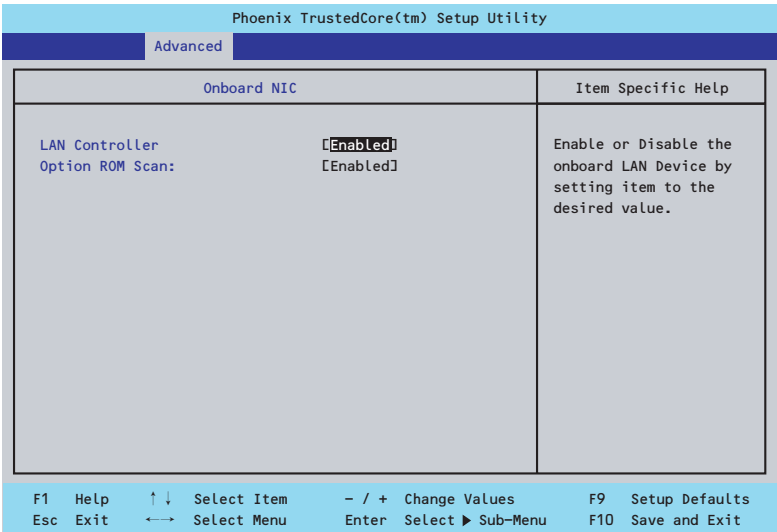 Phoenix TrustedCore(tm) Setup Utility
Advanced
Onboard NIC
Item Specific Help
LAN Controller [Enabled]
Option ROM Scan: [Enabled]
Enable or Disable the
onboard LAN Device by
setting item to the
desired value.
F1 Help ↑↓ Select Item − / + Change Values F9 Setup Defaults
Esc Exit ←→ Select Menu Enter Select ▶ Sub−Menu F10 Save and Exit